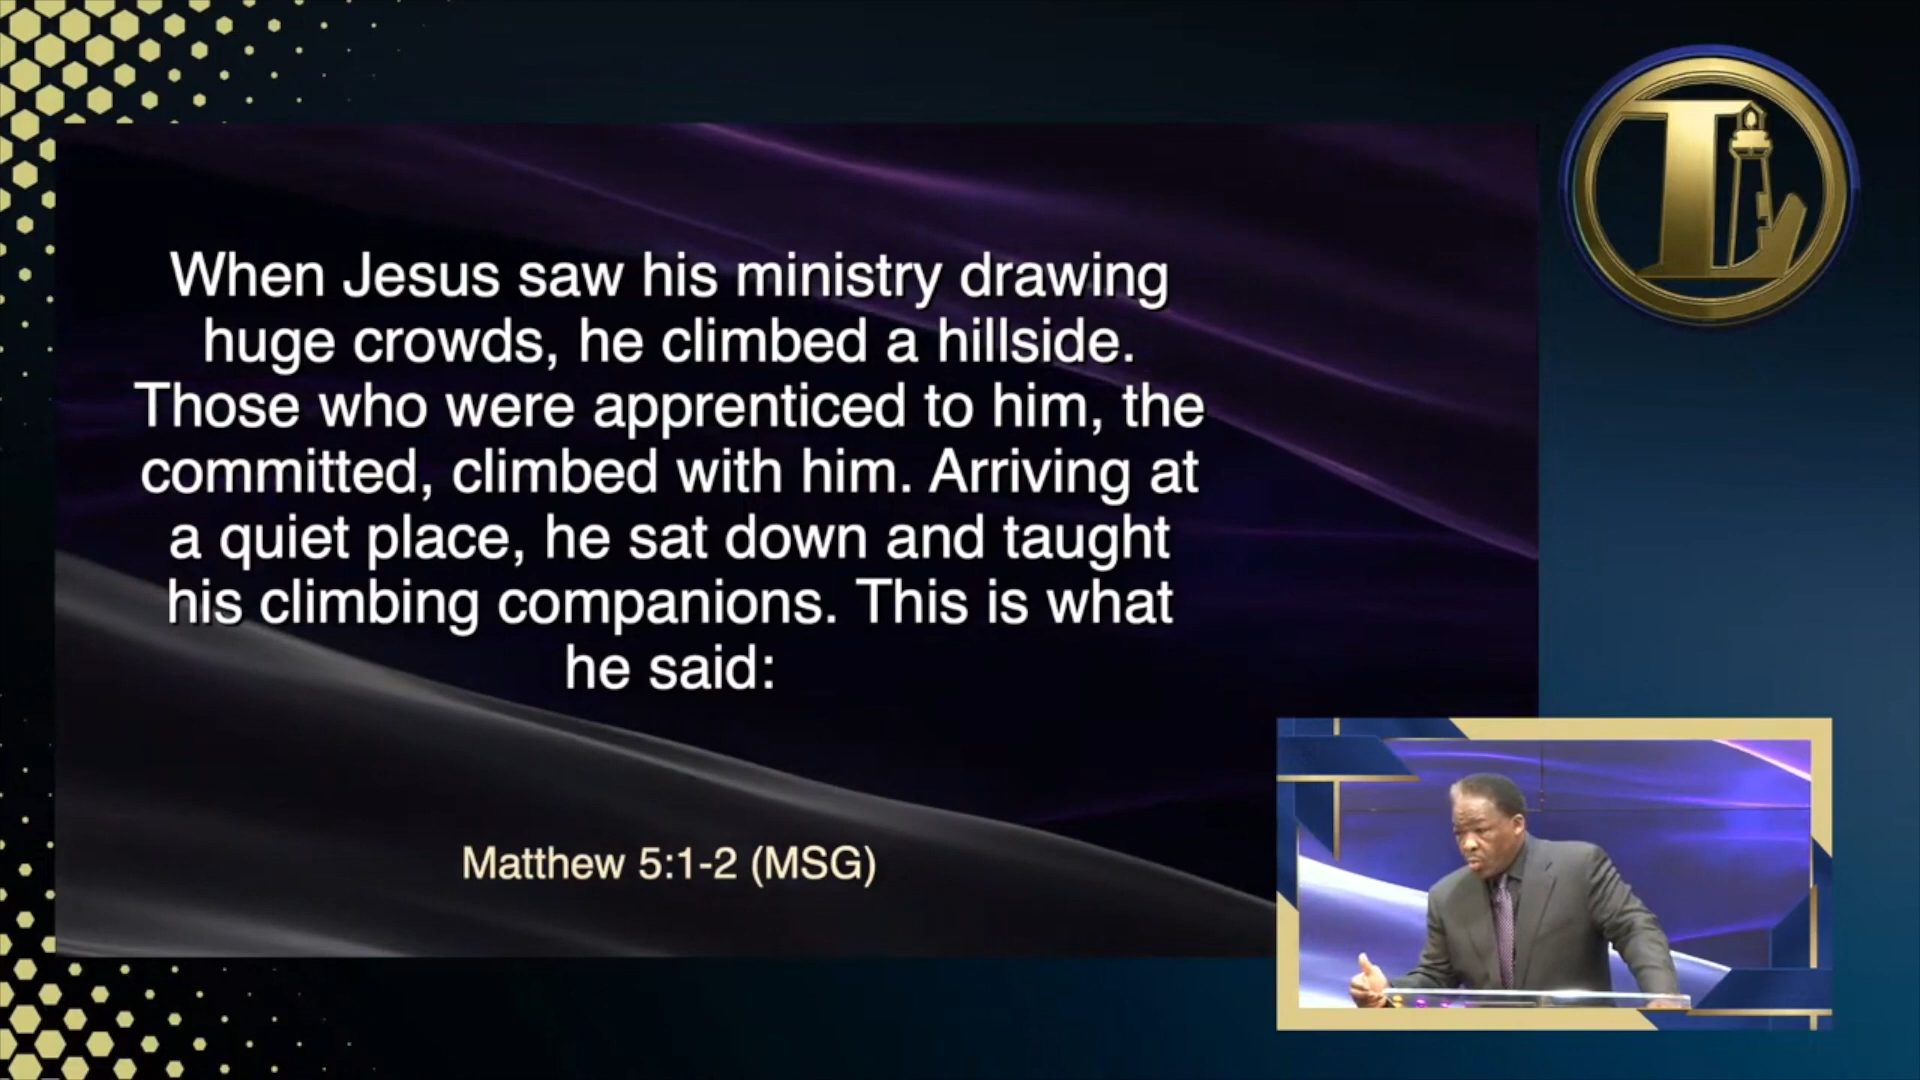 When Jesus saw his ministry drawing
huge crowds, he climbed a hillside.
Those who were apprenticed to him, the
committed, climbed with him. Arriving at
a quiet place, he sat down and taught
his climbing companions. This is what
he said:
Matthew 5:1-2 (MSG)